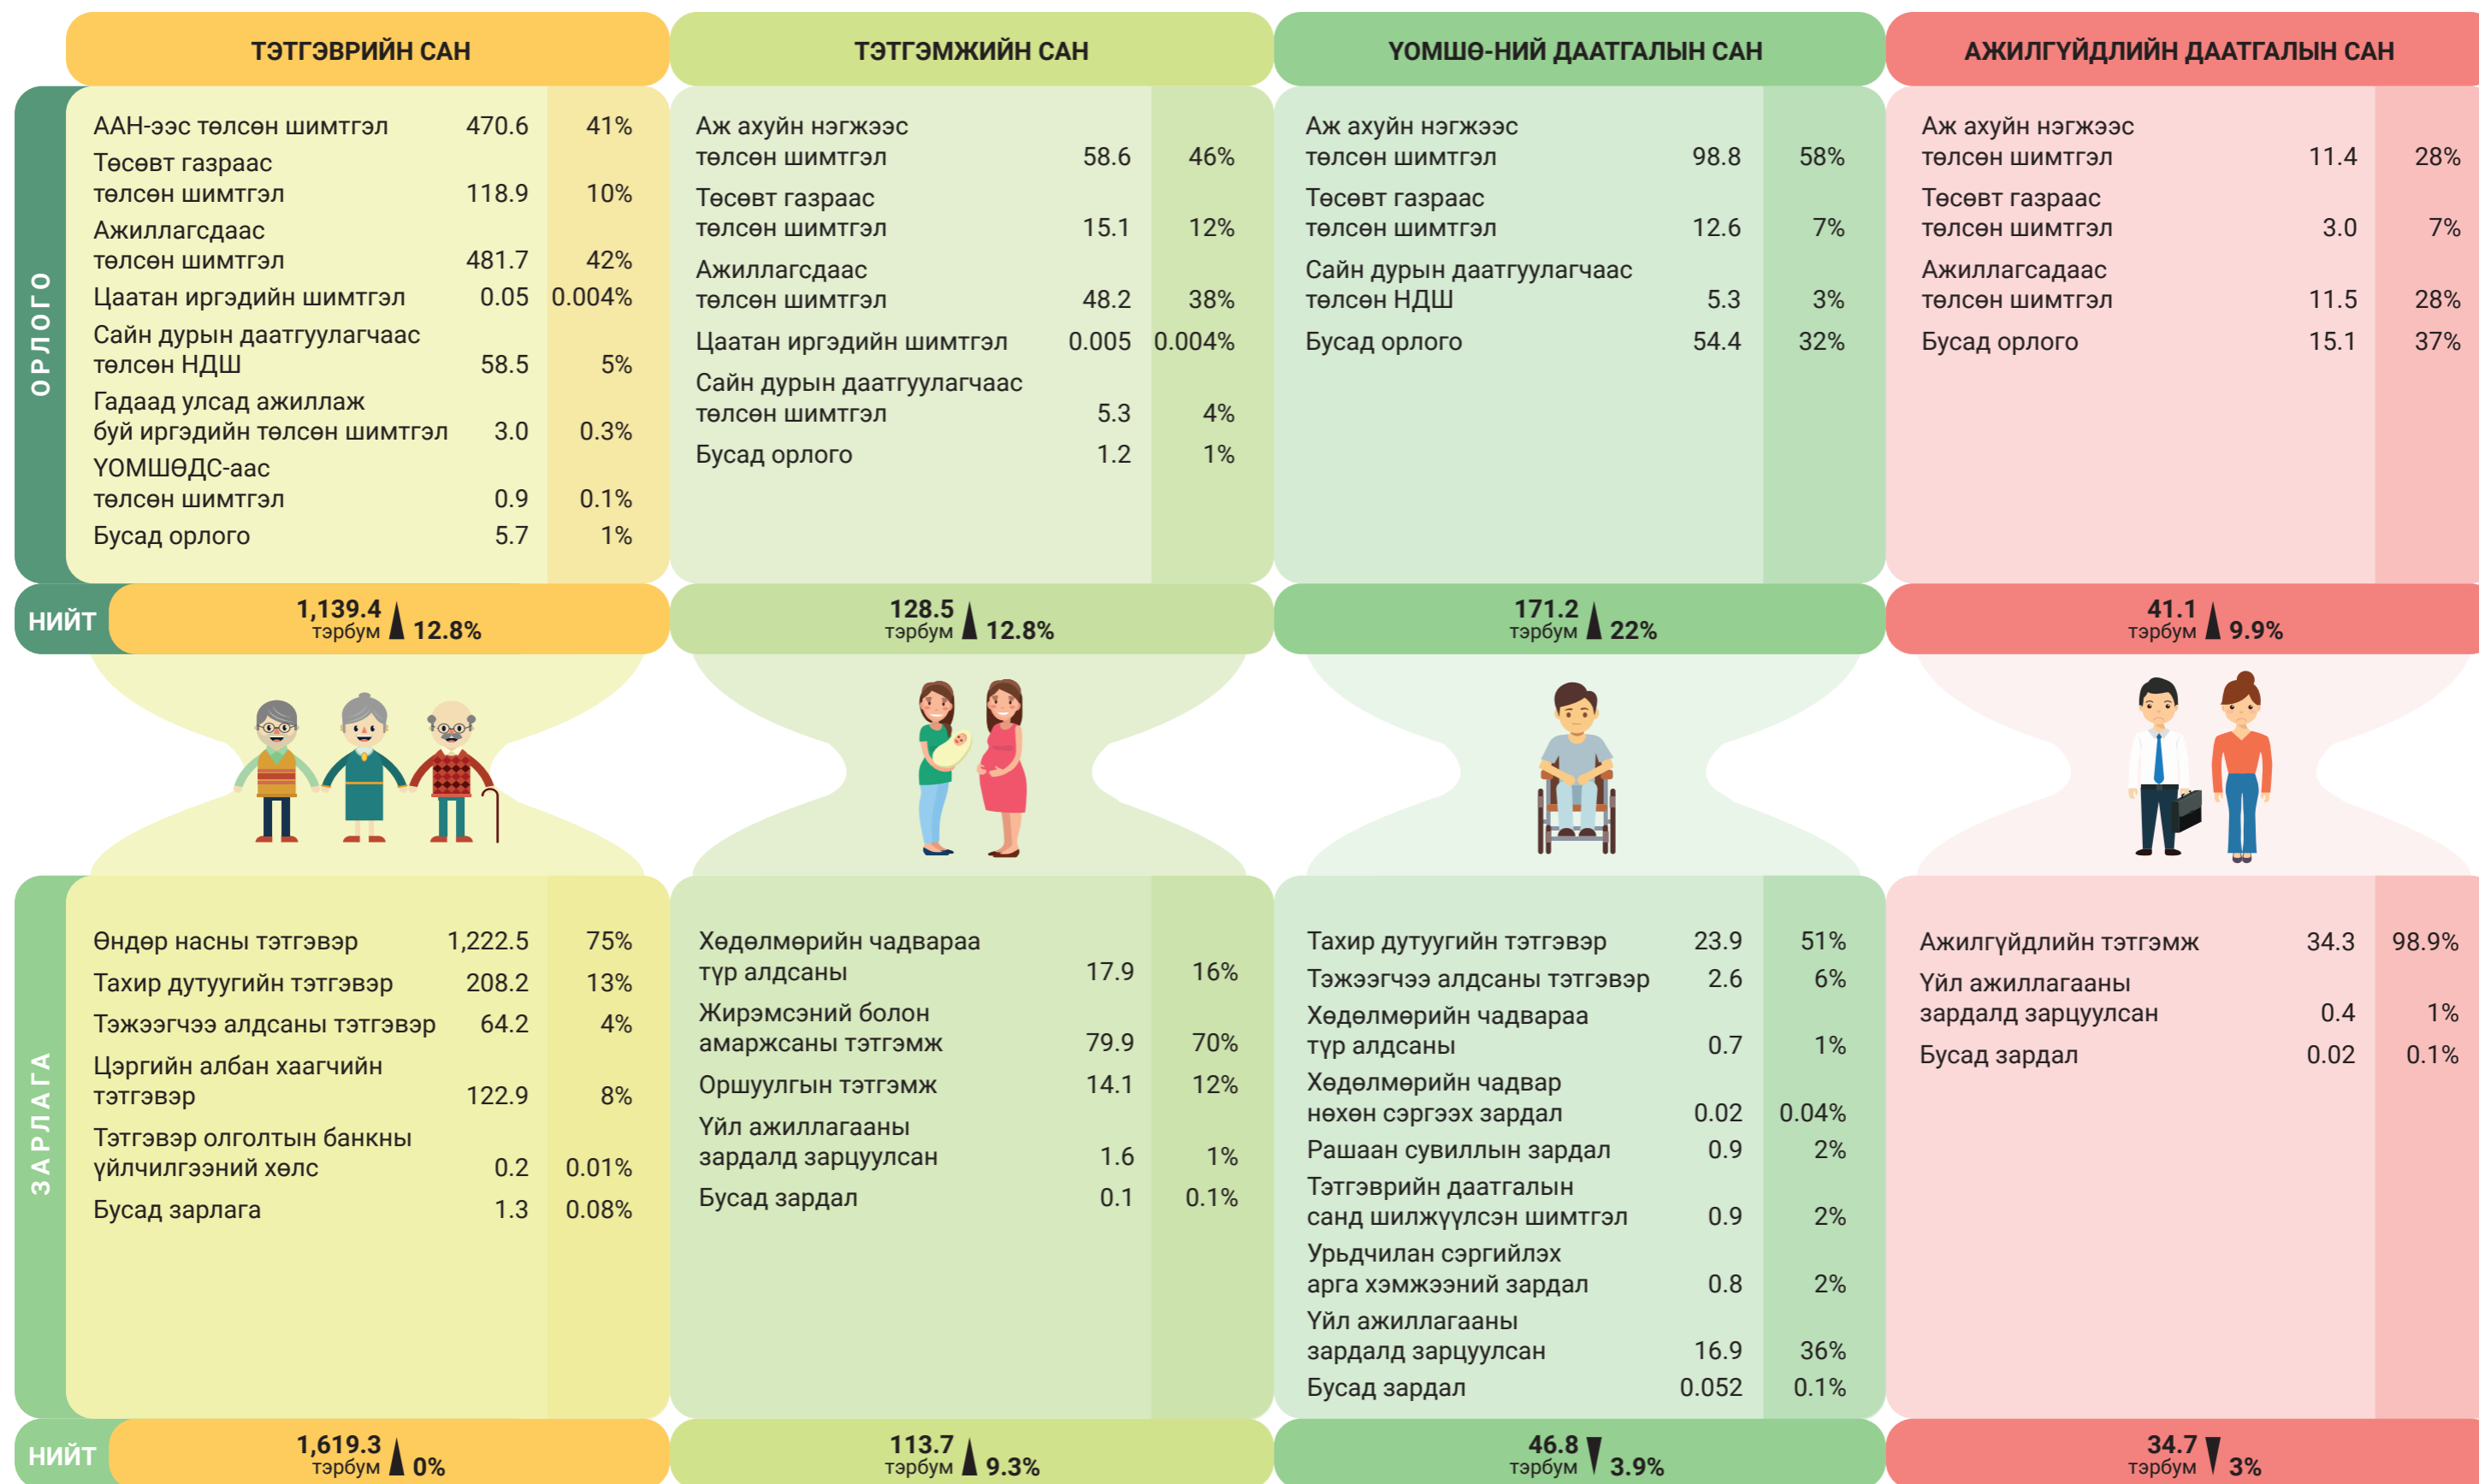 ТЭТГЭВРИЙН САН
ОРЛОГО
ААН-ээс төлсөн шимтгэл 470.6 41%
Төсөвт газраас
төлсөн шимтгэл 118.9 10%
Ажиллагсдаас
төлсөн шимтгэл 481.7 42%
Цаатан иргэдийн шимтгэл 0.05 0.004%
Сайн дурын даатгуулагчаас
төлсөн НДШ 58.5 5%
Гадаад улсад ажиллаж
буй иргэдийн төлсөн шимтгэл 3.0 0.3%
ҮОМШӨДС-аас
төлсөн шимтгэл 0.9 0.1%
Бусад орлого 5.7 1%
ТЭТГЭМЖИЙН САН
Аж ахуйн нэгжээс
төлсөн шимтгэл 58.6 46%
Төсөвт газраас
төлсөн шимтгэл 15.1 12%
Ажиллагсдаас
төлсөн шимтгэл 48.2 38%
Цаатан иргэдийн шимтгэл 0.005 0.004%
Сайн дурын даатгуулагчаас
төлсөн шимтгэл 5.3 4%
Бусад орлого 1.2 1%
ҮОМШӨ-НИЙ ДААТГАЛЫН САН
Аж ахуйн нэгжээс
төлсөн шимтгэл 98.8 58%
Төсөвт газраас
төлсөн шимтгэл 12.6 7%
Сайн дурын даатгуулагчаас
төлсөн НДШ 5.3 3%
Бусад орлого 54.4 32%
АЖИЛГҮЙДЛИЙН ДААТГАЛЫН САН
Аж ахуйн нэгжээс
төлсөн шимтгэл 11.4 28%
Төсөвт газраас
төлсөн шимтгэл 3.0 7%
Ажиллагсадаас
төлсөн шимтгэл 11.5 28%
Бусад орлого 15.1 37%
НИЙТ
1,139.4
тэрбум 12.8%
128.5
тэрбум 12.8%
171.2
тэрбум 22%
41.1
тэрбум 9.9%
ЗАРЛАГА
Өндөр насны тэтгэвэр 1,222.5 75%
Тахир дутуугийн тэтгэвэр 208.2 13%
Тэжээгчээ алдсаны тэтгэвэр 64.2 4%
Цэргийн албан хаагчийн
тэтгэвэр 122.9 8%
Тэтгэвэр олголтын банкны
үйлчилгээний хөлс 0.2 0.01%
Бусад зарлага 1.3 0.08%
Хөдөлмөрийн чадвараа
түр алдсаны 17.9 16%
Жирэмсэний болон
амаржсаны тэтгэмж 79.9 70%
Оршуулгын тэтгэмж 14.1 12%
Үйл ажиллагааны
зардалд зарцуулсан 1.6 1%
Бусад зардал 0.1 0.1%
Тахир дутуугийн тэтгэвэр 23.9 51%
Тэжээгчээ алдсаны тэтгэвэр 2.6 6%
Хөдөлмөрийн чадвараа
түр алдсаны 0.7 1%
Хөдөлмөрийн чадвар
нөхөн сэргээх зардал 0.02 0.04%
Рашаан сувиллын зардал 0.9 2%
Тэтгэврийн даатгалын
санд шилжүүлсэн шимтгэл 0.9 2%
Урьдчилан сэргийлэх
арга хэмжээний зардал 0.8 2%
Үйл ажиллагааны
зардалд зарцуулсан 16.9 36%
Бусад зардал 0.052 0.1%
Ажилгүйдлийн тэтгэмж 34.3 98.9%
Үйл ажиллагааны
зардалд зарцуулсан 0.4 1%
Бусад зардал 0.02 0.1%
НИЙТ
1,619.3
тэрбум 0%
113.7
тэрбум 9.3%
46.8
тэрбум 3.9%
34.7
тэрбум 3%